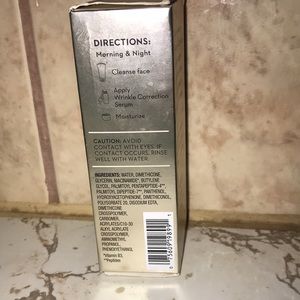 DIRECTIONS:
Morning & Night
Cleanse face
Apply
Wrinkle Correction
Serum
Moisturize
CAUTION: AVOID
CONTACT WITH EYES. IF
CONTACT OCCURS, RINSE
WELL WITH WATER.
INGREDIENTS: WATER, DIMETHICONE,
GLYCERIN, NIACINAMIDE*, BUTYLENE
GLYCOL, PALMITOYL PENTAPEPTIDE-4**,
PALMITOYL DIPEPTIDE-7**, PANTHENOL,
HYDROXYACETOPHENONE, DIMETHICONOL,
POLYSORBATE 20, DISODIUM EDTA,
DIMETHICONE
CROSSPOLYMER,
CARBOMER,
ACRYLATES/C10-30
ALKYL ACRYLATE
CROSSPOLYMER,
AMINOMETHYL
PROPANOL,
PHENOXYETHANOL
*Vitamin B3,
**Peptides